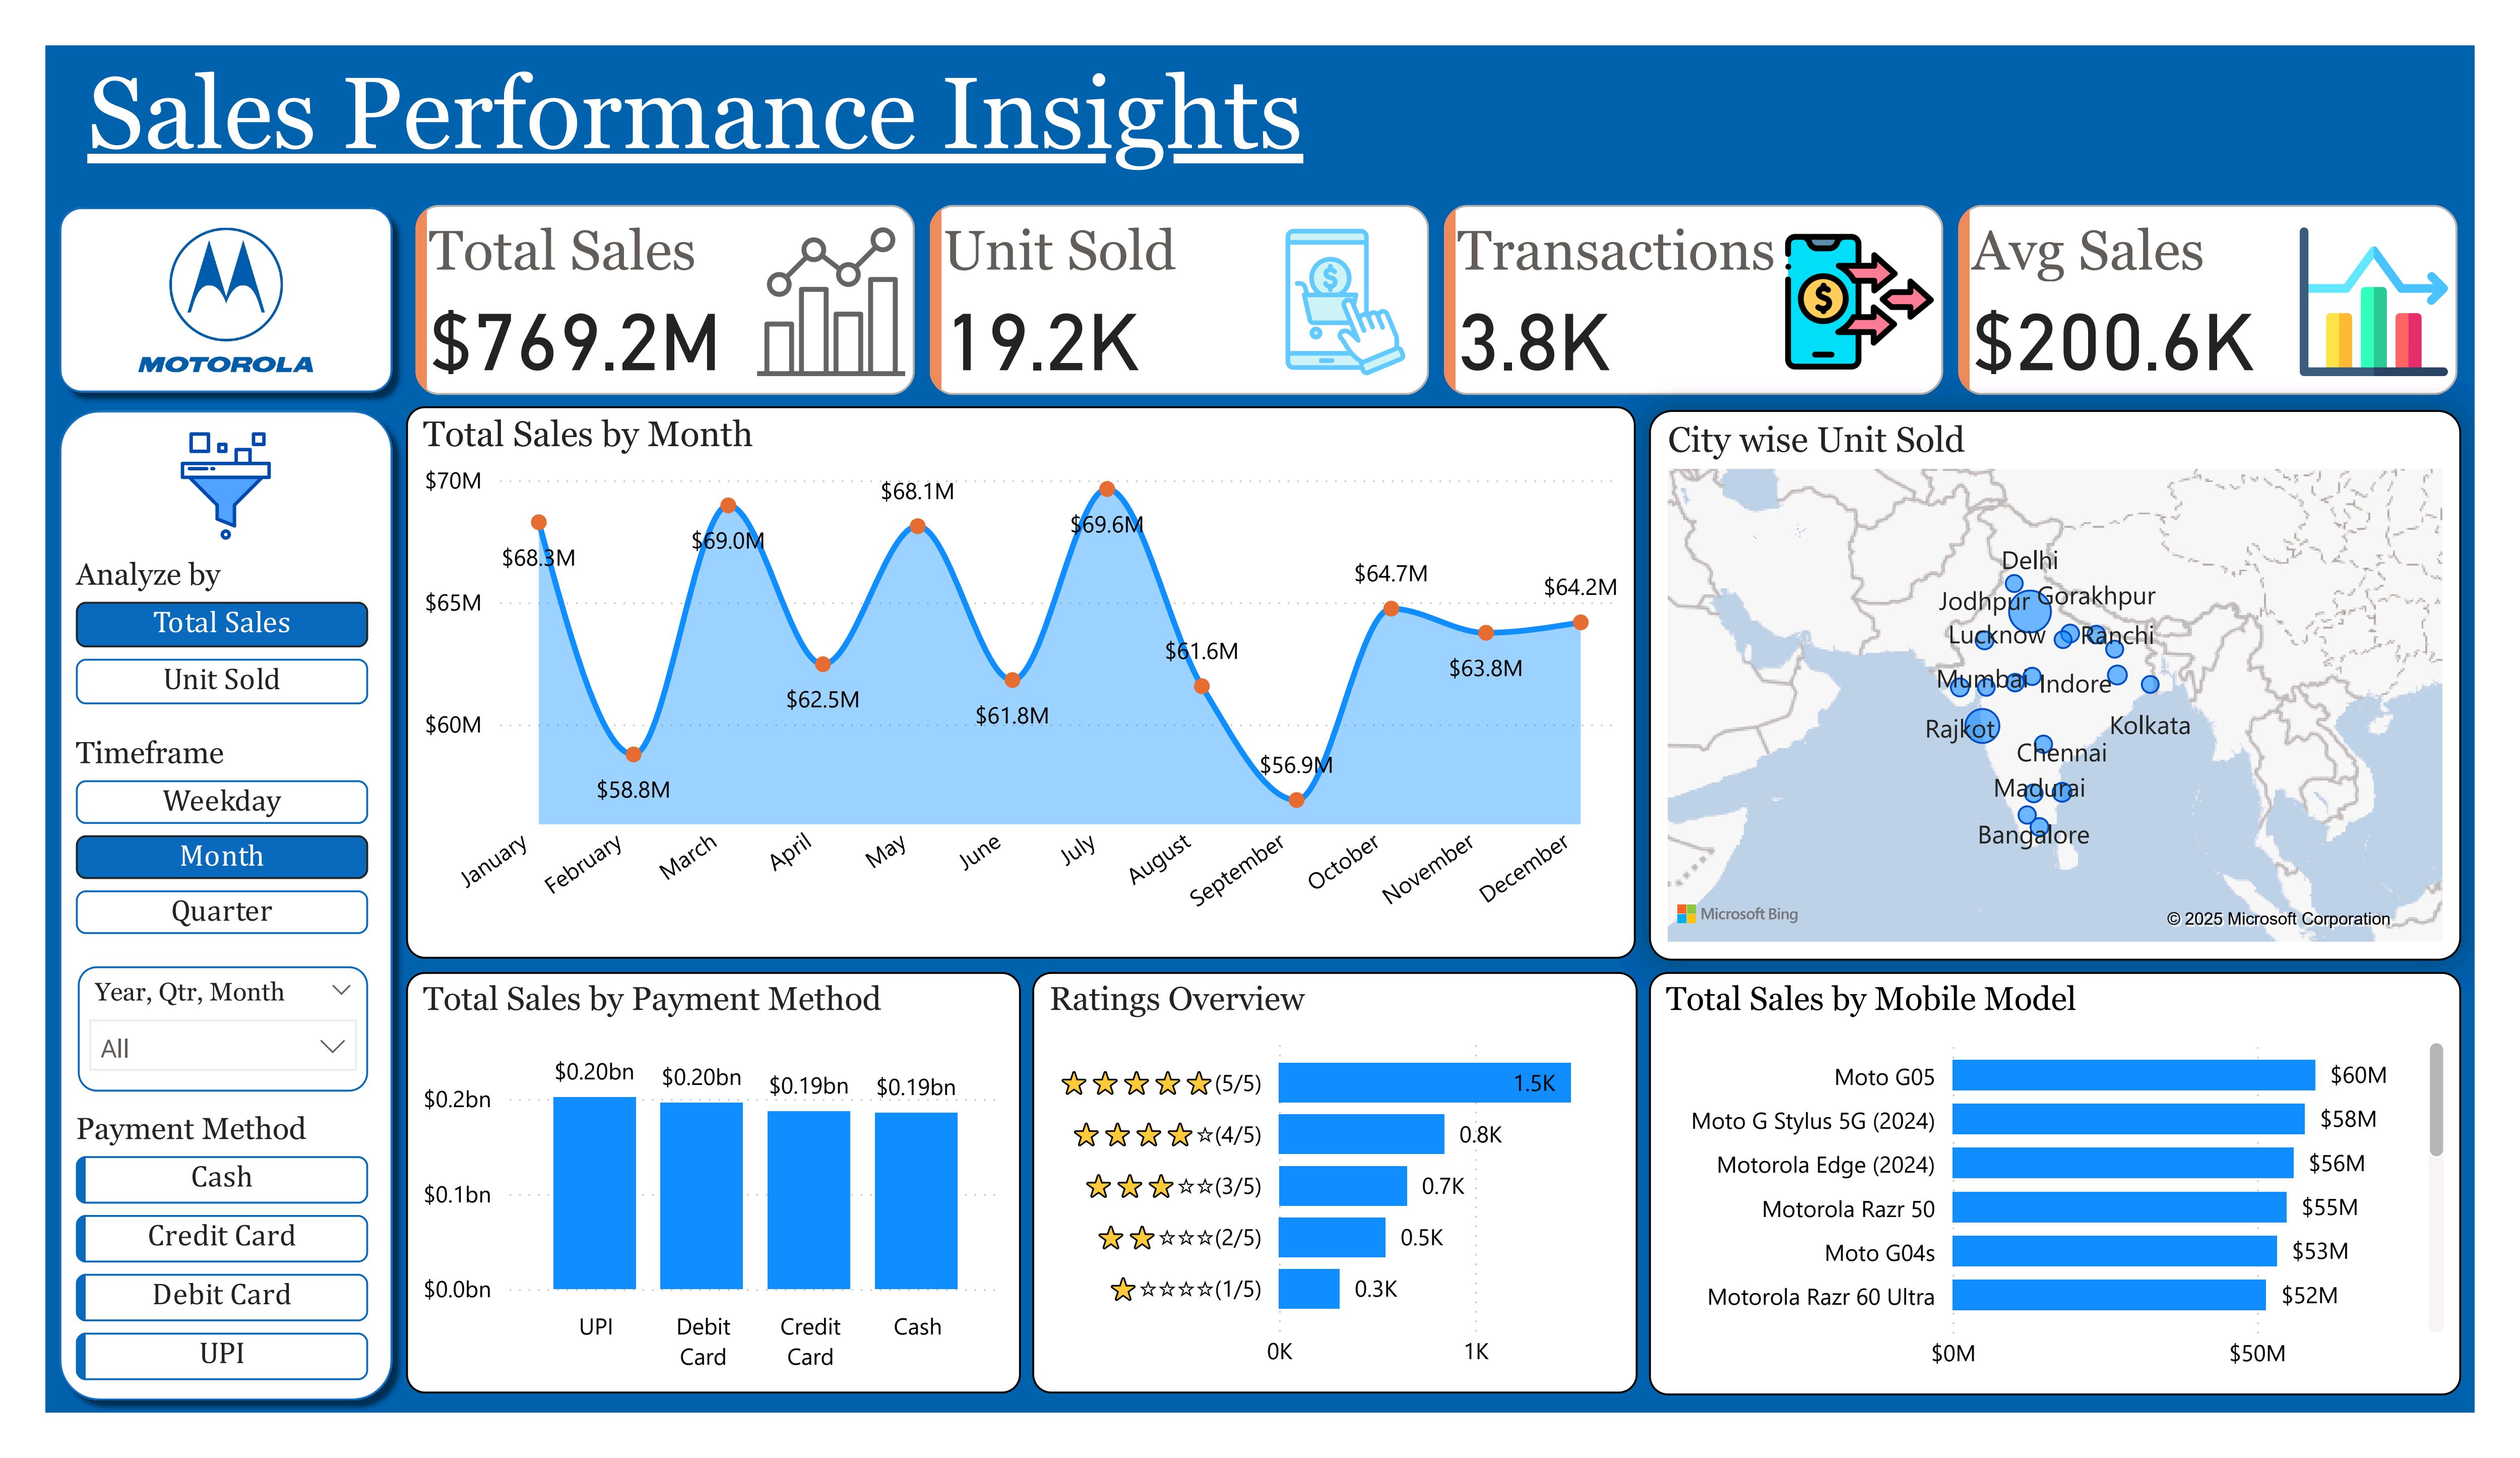 Sales Performance Insights
MOTOROLA
Total Sales
$769.2M
Unit Sold
19.2K
Transactions
3.8K
Avg Sales
$200.6K
Analyze by
Total Sales
Unit Sold
Timeframe
Weekday
Month
Quarter
Year, Qtr, Month
All
Payment Method
Cash
Credit Card
Debit Card
UPI
Total Sales by Month
$70M
$65M
$60M
$68.3M
$58.8M
$69.0M
$62.5M
$68.1M
$61.8M
$69.6M
$61.6M
$56.9M
$64.7M
$63.8M
$64.2M
January
February
March
April
May
June
July
August
September
October
November
December
City wise Unit Sold
Delhi
Jodhpur
Gorakhpur
Lucknow
Ranchi
Mumbai
Indore
Rajkot
Kolkata
Chennai
Madurai
Bangalore
Microsoft Bing
© 2025 Microsoft Corporation
Total Sales by Payment Method
$0.2bn
$0.1bn
$0.0bn
$0.20bn
$0.20bn
$0.19bn
$0.19bn
UPI
Debit
Card
Credit
Card
Cash
Ratings Overview
(5/5)
1.5K
(4/5)
0.8K
(3/5)
0.7K
(2/5)
0.5K
(1/5)
0.3K
0K
1K
Total Sales by Mobile Model
Moto G05
$60M
Moto G Stylus 5G (2024)
$58M
Motorola Edge (2024)
$56M
Motorola Razr 50
$55M
Moto G04s
$53M
Motorola Razr 60 Ultra
$52M
$0M
$50M